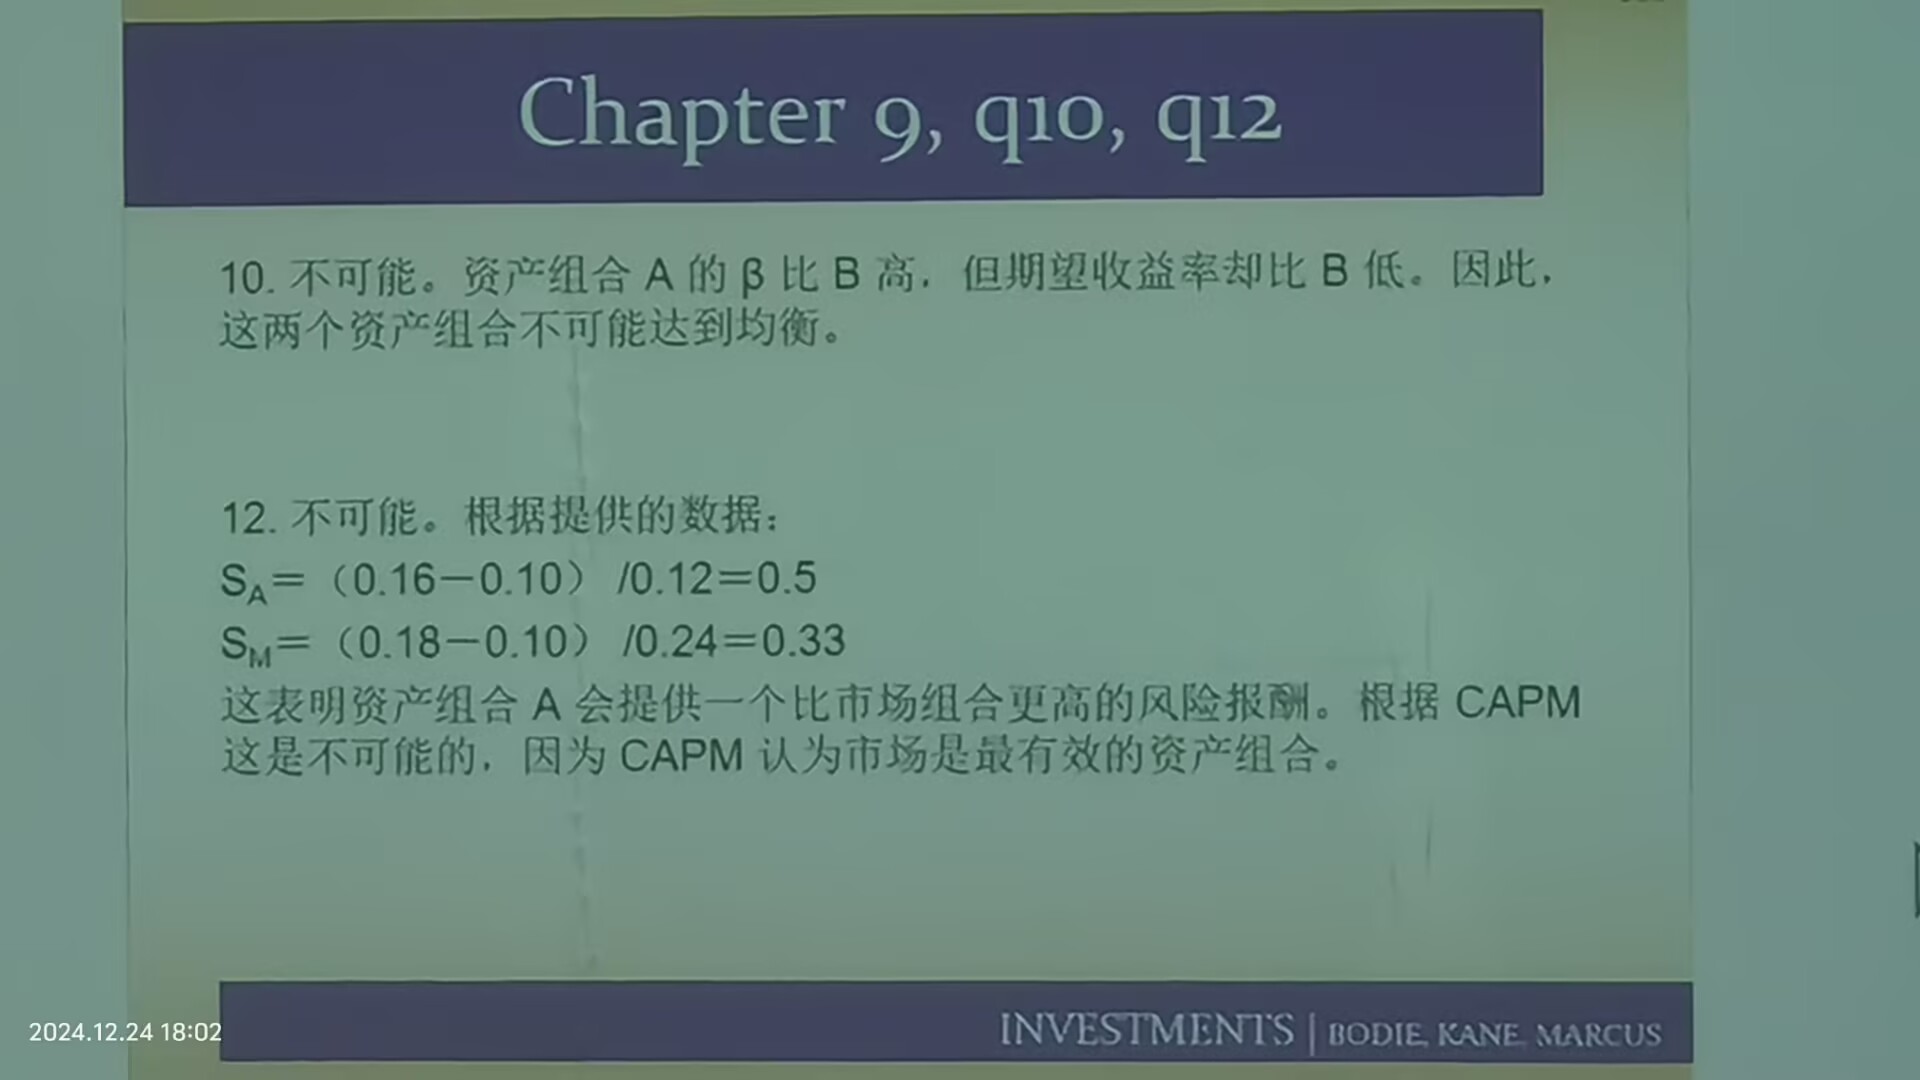 Chapter 9, q10, q12
10. 不可能。资产组合 A 的 β 比 B 高，但期望收益率却比 B 低。因此，
这两个资产组合不可能达到均衡。
12. 不可能。根据提供的数据：
SA＝（0.16－0.10） /0.12＝0.5
SM＝（0.18－0.10） /0.24＝0.33
这表明资产组合 A 会提供一个比市场组合更高的风险报酬。根据 CAPM
这是不可能的，因为 CAPM 认为市场是最有效的资产组合。
INVESTMENTS | BODIE, KANE, MARCUS
2024.12.24 18:02